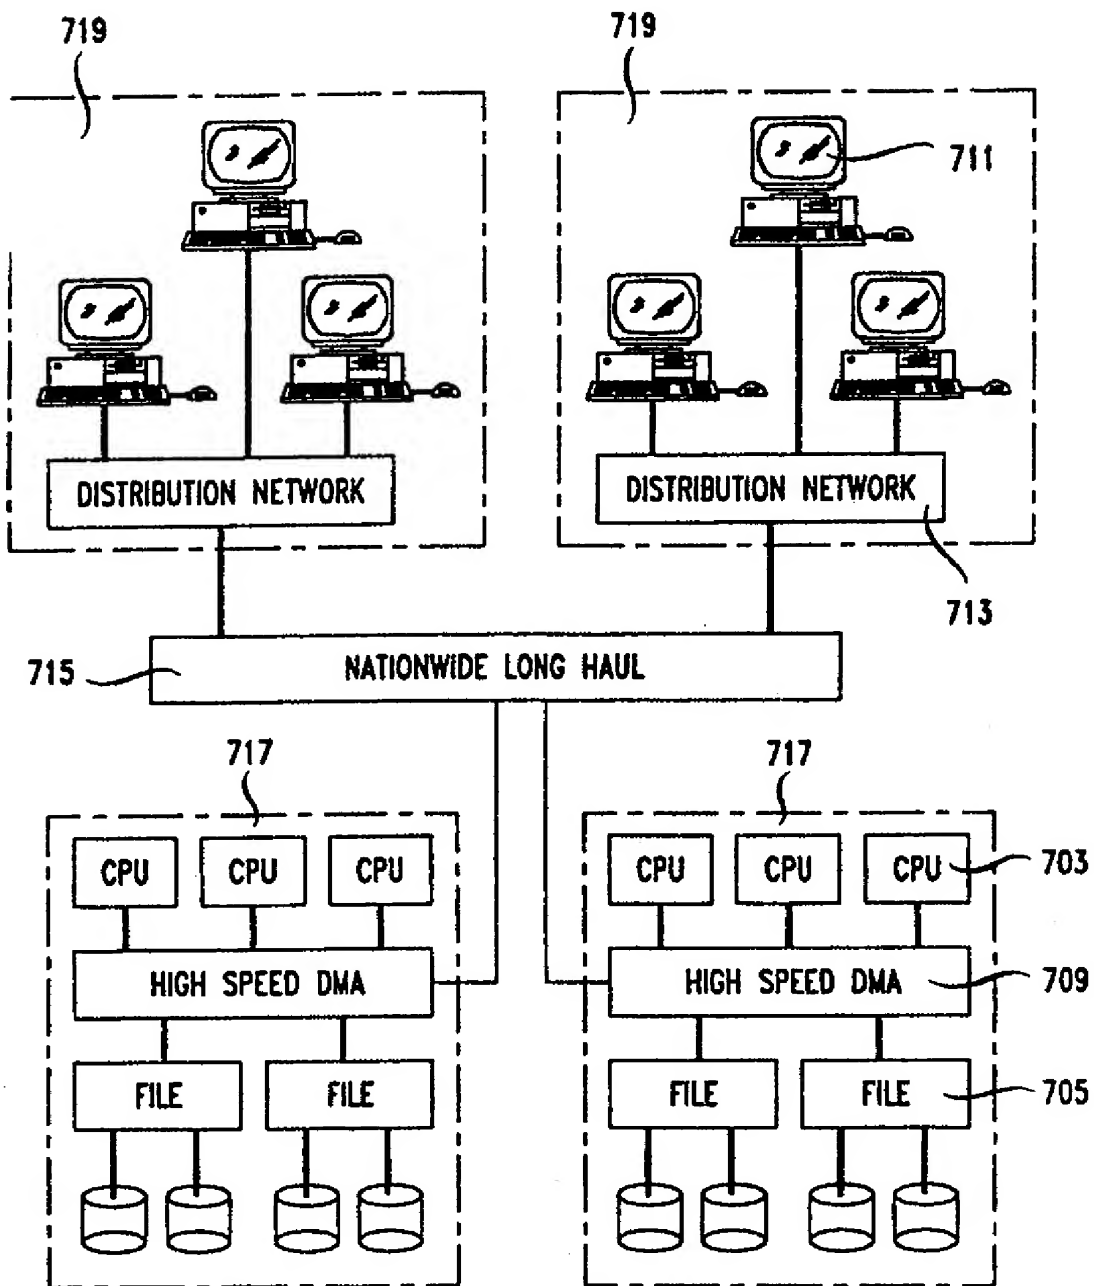 719 719
711
DISTRIBUTION NETWORK DISTRIBUTION NETWORK
713
715 NATIONWIDE LONG HAUL
717 717
CPU CPU CPU CPU CPU CPU 703
HIGH SPEED DMA HIGH SPEED DMA 709
FILE FILE FILE FILE 705